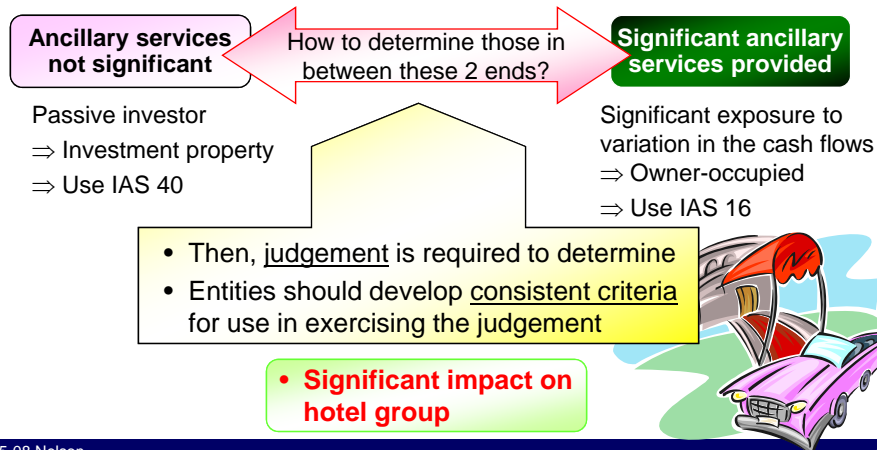 Ancillary services
not significant
How to determine those in
between these 2 ends?
Significant ancillary
services provided
Passive investor
⇒ Investment property
⇒ Use IAS 40
Significant exposure to
variation in the cash flows
⇒ Owner-occupied
⇒ Use IAS 16
• Then, judgement is required to determine
• Entities should develop consistent criteria
for use in exercising the judgement
• Significant impact on
hotel group
Nelson